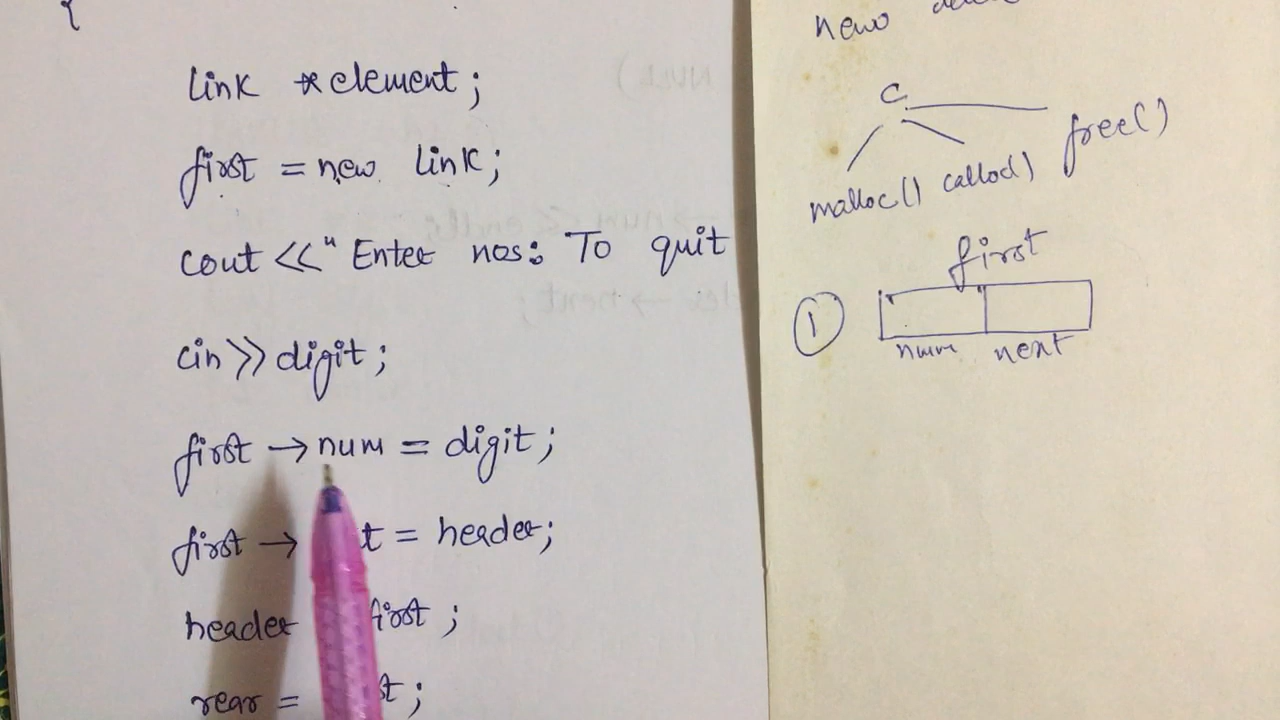 {
link *element;
first = new link;
cout << " Enter nos: To quit
cin >> digit;
first → num = digit;
first → t = header;
header first ;
rear = st ;
new
C
malloc() calloc) free()
first
1
num next